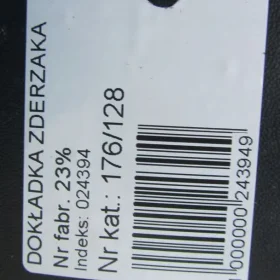 DOKŁADKA ZDERZAKA
Nr fabr. 23%
Indeks: 024394
Nr kat.: 176/128
000000243949